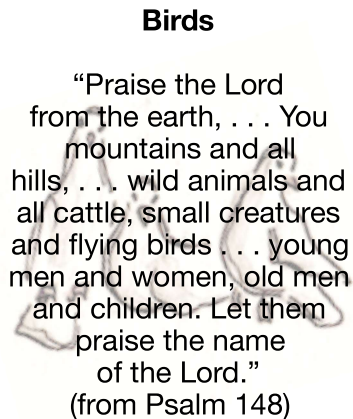 Birds
“Praise the Lord
from the earth, . . . You
mountains and all
hills, . . . wild animals and
all cattle, small creatures
and flying birds . . . young
men and women, old men
and children. Let them
praise the name
of the Lord.”
(from Psalm 148)